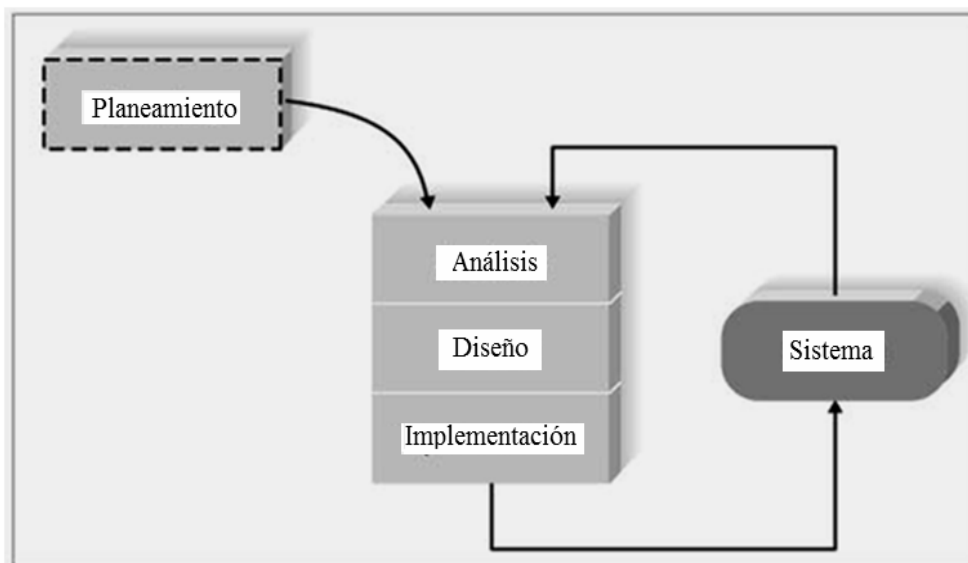 Planeamiento
Análisis
Diseño
Implementación
Sistema